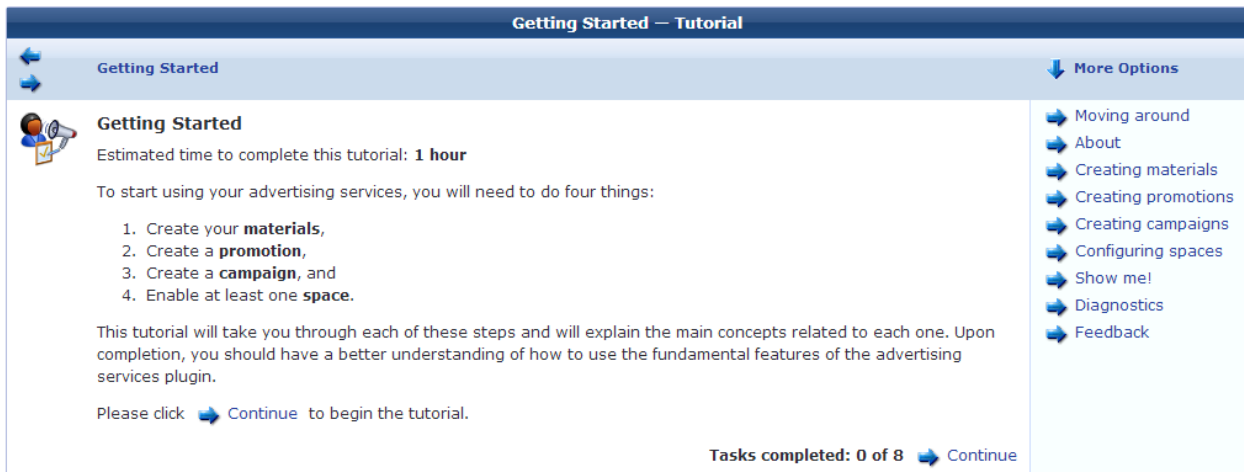 Getting Started — Tutorial
Getting Started
More Options
Getting Started
Estimated time to complete this tutorial: 1 hour
To start using your advertising services, you will need to do four things:
1. Create your materials,
2. Create a promotion,
3. Create a campaign, and
4. Enable at least one space.
This tutorial will take you through each of these steps and will explain the main concepts related to each one. Upon
completion, you should have a better understanding of how to use the fundamental features of the advertising
services plugin.
Please click Continue to begin the tutorial.
Tasks completed: 0 of 8 Continue
Moving around
About
Creating materials
Creating promotions
Creating campaigns
Configuring spaces
Show me!
Diagnostics
Feedback